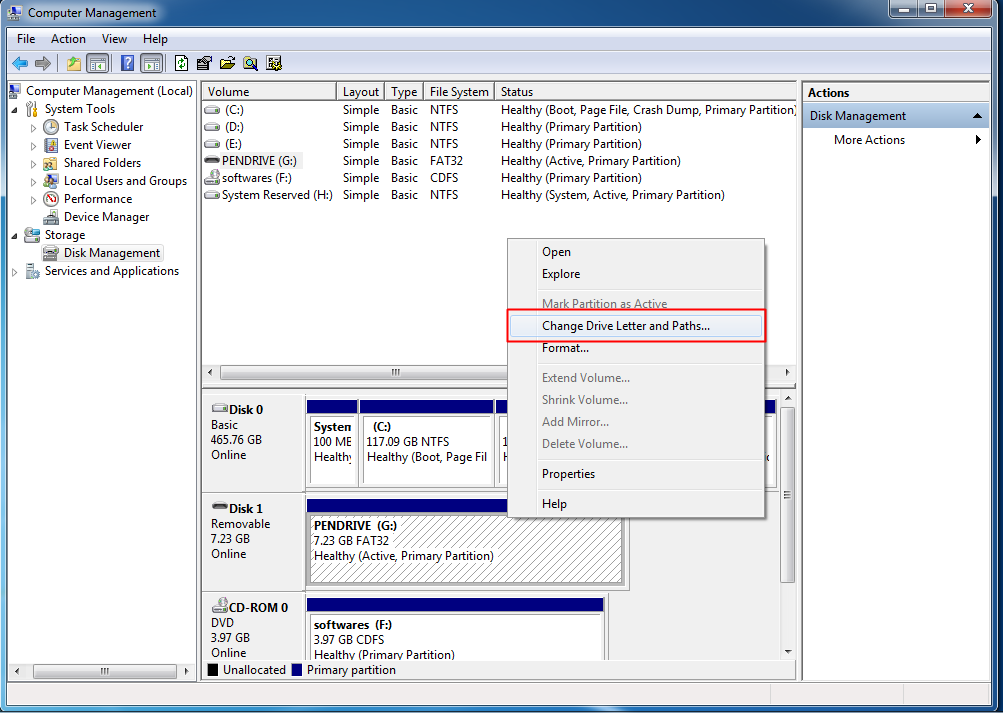 Computer Management
File Action View Help
Computer Management (Local)
System Tools
Task Scheduler
Event Viewer
Shared Folders
Local Users and Groups
Performance
Device Manager
Storage
Disk Management
Services and Applications
Volume Layout Type File System Status
(C:) Simple Basic NTFS Healthy (Boot, Page File, Crash Dump, Primary Partition)
(D:) Simple Basic NTFS Healthy (Primary Partition)
(E:) Simple Basic NTFS Healthy (Primary Partition)
PENDRIVE (G:) Simple Basic FAT32 Healthy (Active, Primary Partition)
softwares (F:) Simple Basic CDFS Healthy (Primary Partition)
System Reserved (H:) Simple Basic NTFS Healthy (System, Active, Primary Partition)
Open
Explore
Mark Partition as Active
Change Drive Letter and Paths...
Format...
Extend Volume...
Shrink Volume...
Add Mirror...
Delete Volume...
Properties
Help
Disk 0
Basic
465.76 GB
Online
System
100 MB
Healthy
(C:)
117.09 GB NTFS
Healthy (Boot, Page Fil
Disk 1
Removable
7.23 GB
Online
PENDRIVE (G:)
7.23 GB FAT32
Healthy (Active, Primary Partition)
CD-ROM 0
DVD
3.97 GB
Online
softwares (F:)
3.97 GB CDFS
Healthy (Primary Partition)
Unallocated Primary partition
Actions
Disk Management
More Actions